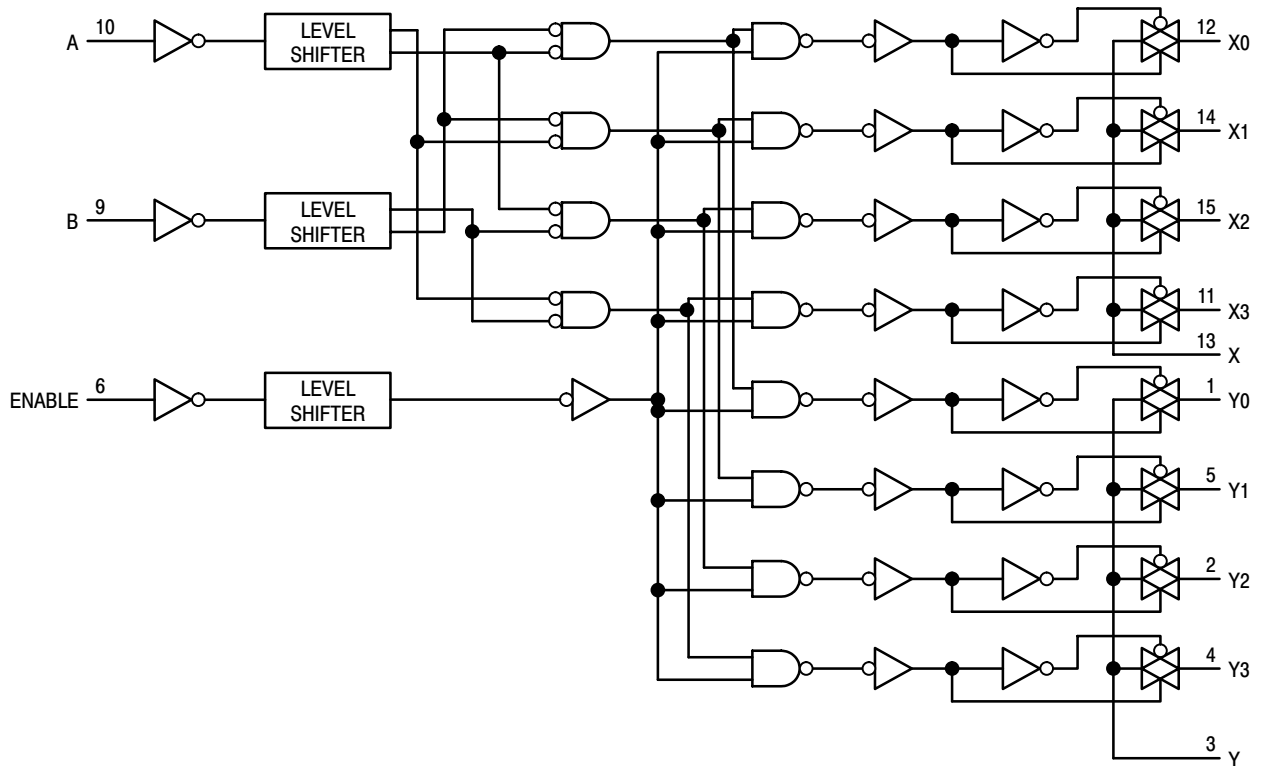 A 10
LEVEL
SHIFTER
12 X0
14 X1
B 9
LEVEL
SHIFTER
15 X2
11 X3
13 X
ENABLE 6
LEVEL
SHIFTER
1 Y0
5 Y1
2 Y2
4 Y3
3 Y